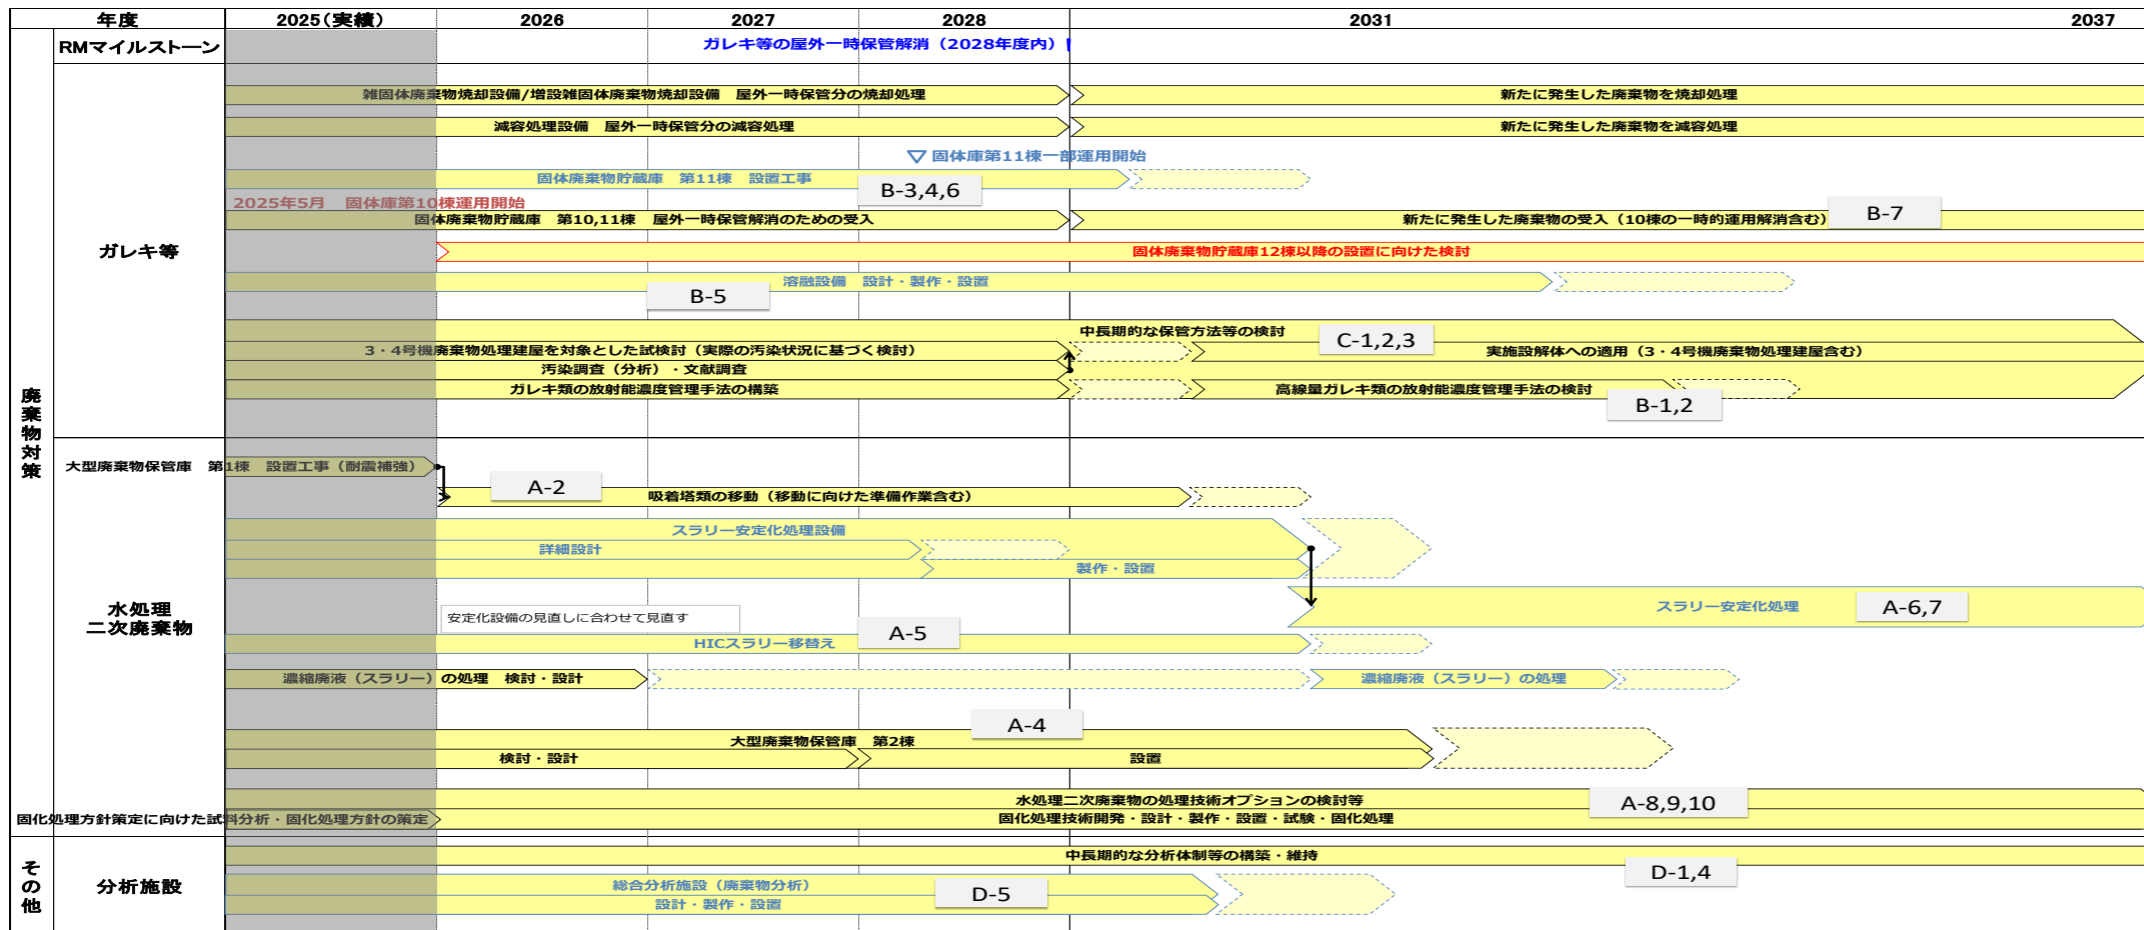 年度
2025（実績）
2026
2027
2028
2031
2037
廃棄物対策
RMマイルストーン
ガレキ等の屋外一時保管解消（2028年度内）
ガレキ等
雑固体廃棄物焼却設備/増設雑固体廃棄物焼却設備　屋外一時保管分の焼却処理
新たに発生した廃棄物を焼却処理
減容処理設備　屋外一時保管分の減容処理
新たに発生した廃棄物を減容処理
▽ 固体庫第11棟一部運用開始
固体廃棄物貯蔵庫　第11棟　設置工事
B-3,4,6
2025年5月　固体庫第10棟運用開始
固体廃棄物貯蔵庫　第10,11棟　屋外一時保管解消のための受入
新たに発生した廃棄物の受入（10棟の一時的運用解消含む）
B-7
固体廃棄物貯蔵庫12棟以降の設置に向けた検討
溶融設備　設計・製作・設置
B-5
中長期的な保管方法等の検討
C-1,2,3
3・4号機廃棄物処理建屋を対象とした試検討（実際の汚染状況に基づく検討）
実施設解体への適用（3・4号機廃棄物処理建屋含む）
汚染調査（分析）・文献調査
ガレキ類の放射能濃度管理手法の構築
高線量ガレキ類の放射能濃度管理手法の検討
B-1,2
水処理
二次廃棄物
大型廃棄物保管庫　第1棟　設置工事（耐震補強）
A-2
吸着塔類の移動（移動に向けた準備作業含む）
スラリー安定化処理設備
詳細設計
製作・設置
スラリー安定化処理
A-6,7
安定化設備の見直しに合わせて見直す
A-5
HICスラリー移替え
濃縮廃液（スラリー）の処理　検討・設計
濃縮廃液（スラリー）の処理
A-4
大型廃棄物保管庫　第2棟
検討・設計
設置
水処理二次廃棄物の処理技術オプションの検討等
A-8,9,10
固化処理方針策定に向けた試料分析・固化処理方針の策定
固化処理技術開発・設計・製作・設置・試験・固化処理
その他
分析施設
中長期的な分析体制等の構築・維持
D-1,4
総合分析施設（廃棄物分析）
D-5
設計・製作・設置